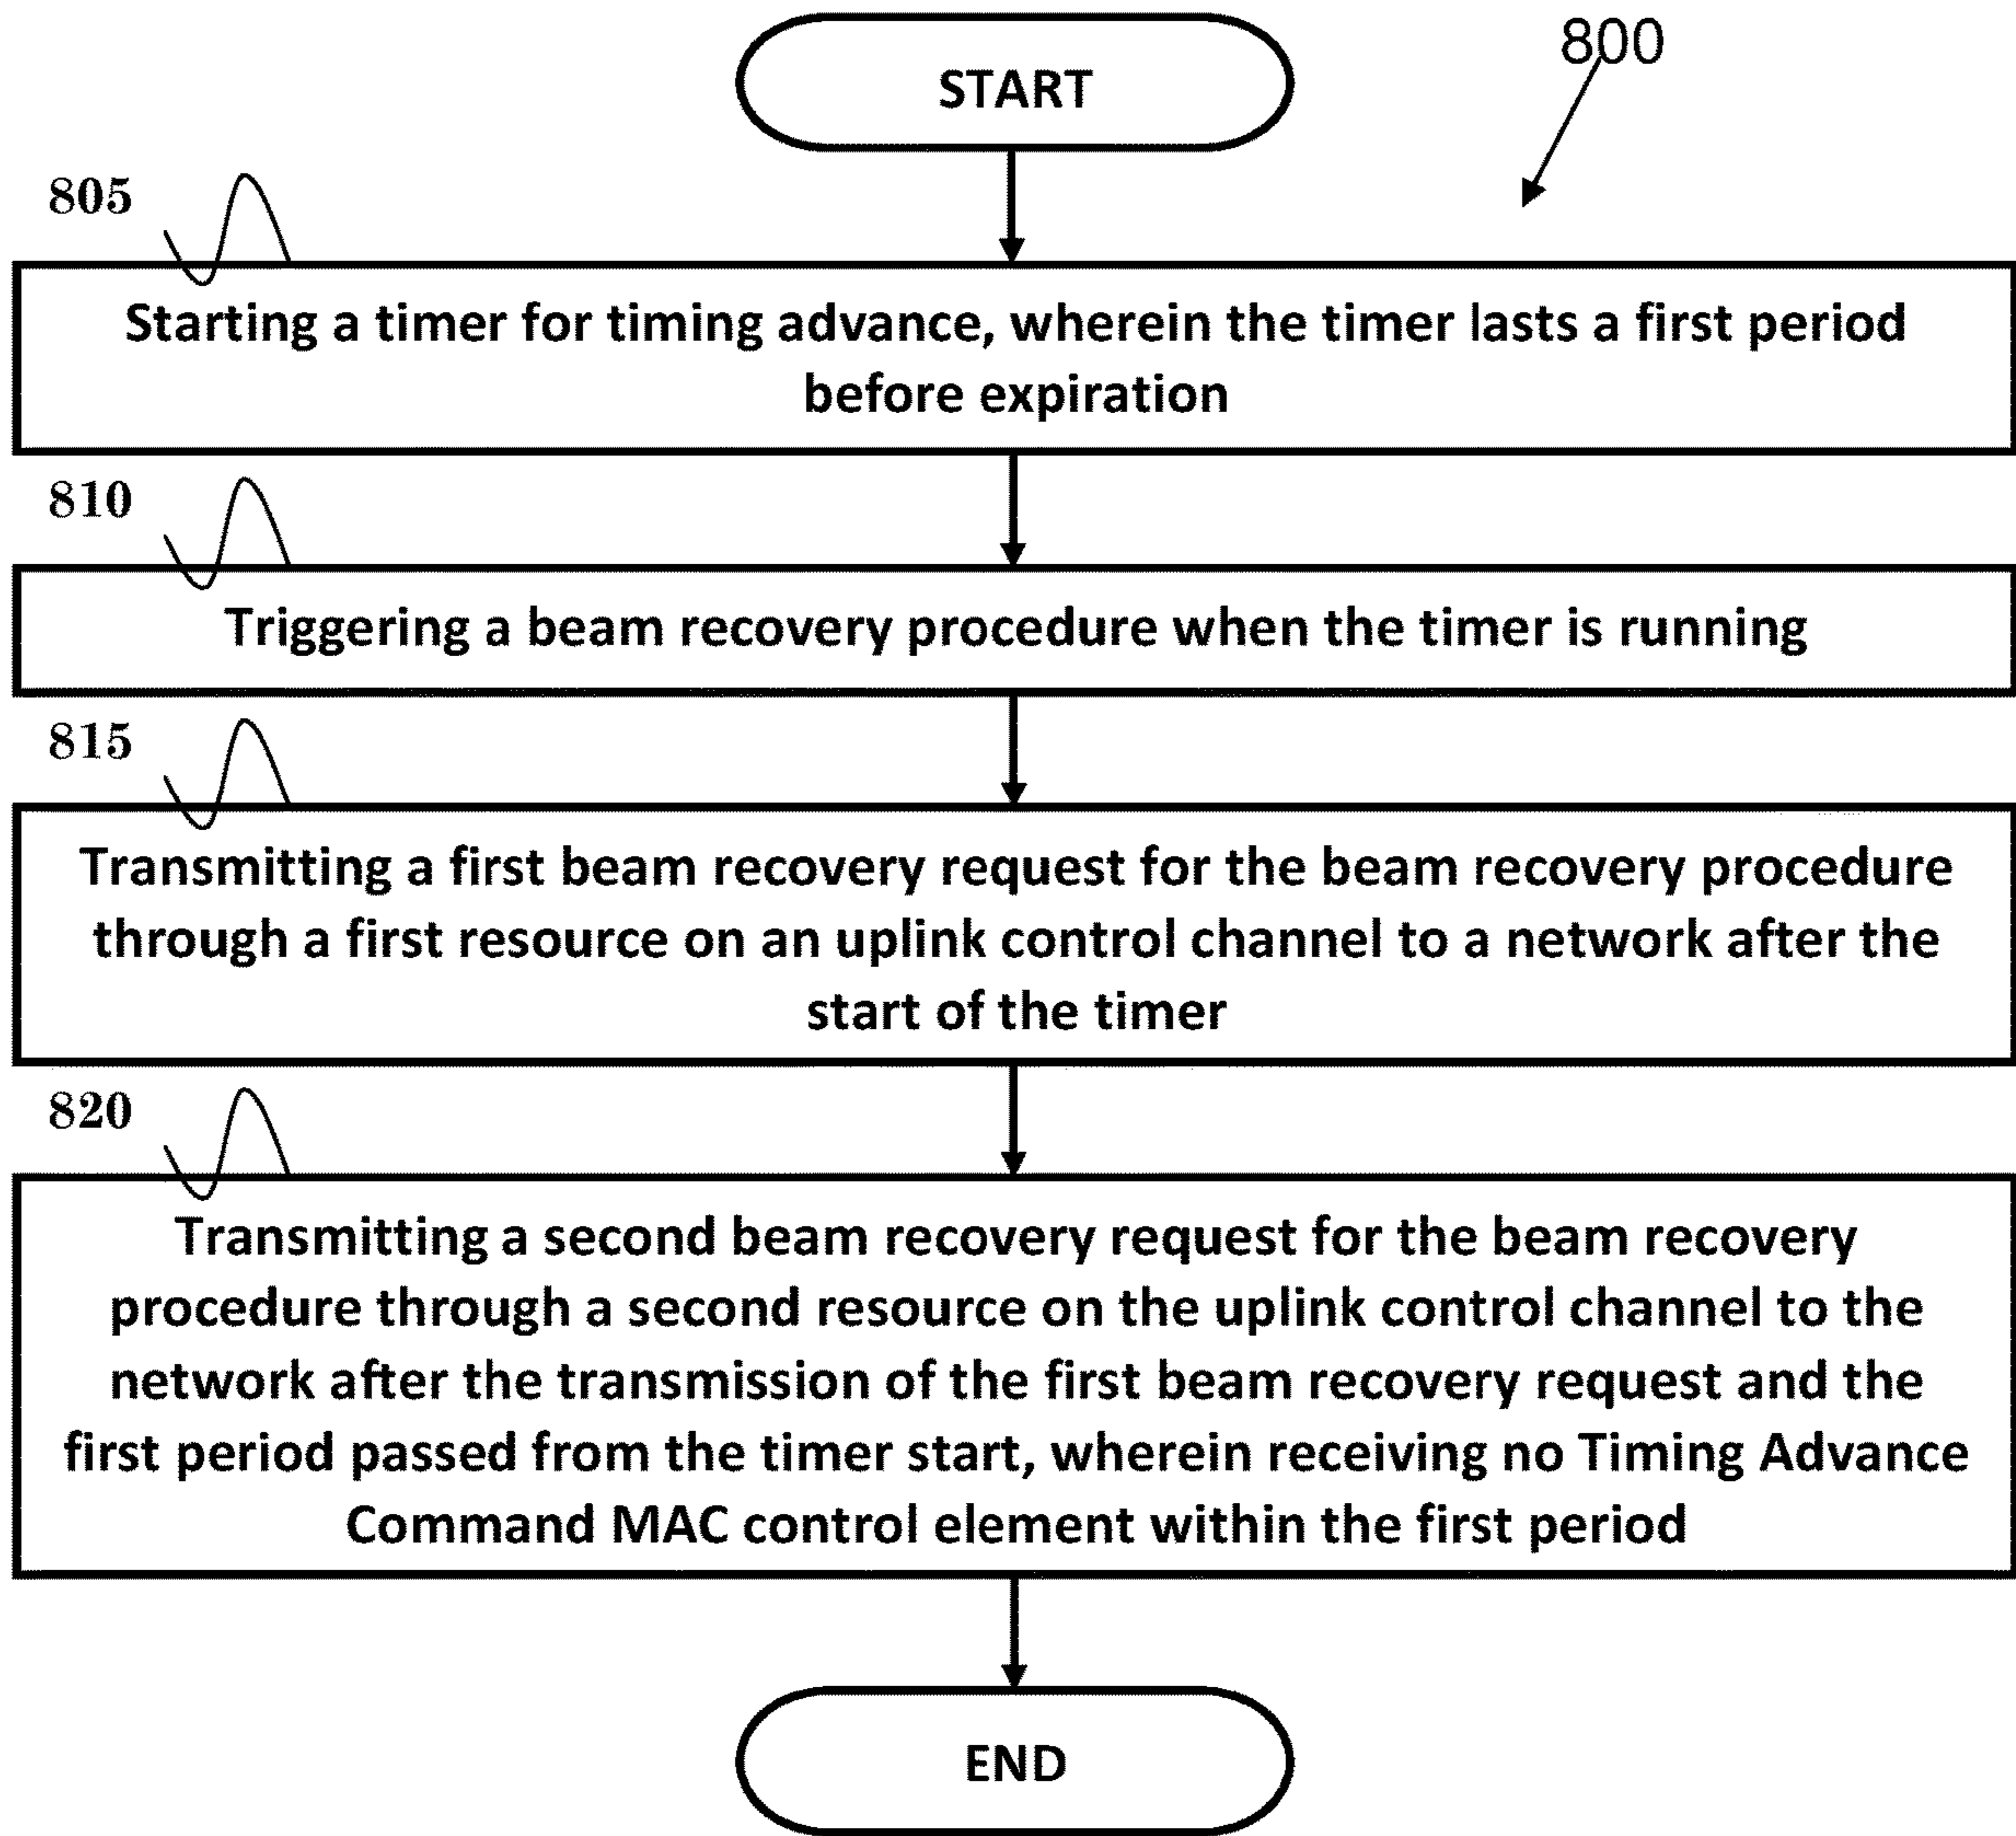 START
800
805
Starting a timer for timing advance, wherein the timer lasts a first period
before expiration
810
Triggering a beam recovery procedure when the timer is running
815
Transmitting a first beam recovery request for the beam recovery procedure
through a first resource on an uplink control channel to a network after the
start of the timer
820
Transmitting a second beam recovery request for the beam recovery
procedure through a second resource on the uplink control channel to the
network after the transmission of the first beam recovery request and the
first period passed from the timer start, wherein receiving no Timing Advance
Command MAC control element within the first period
END